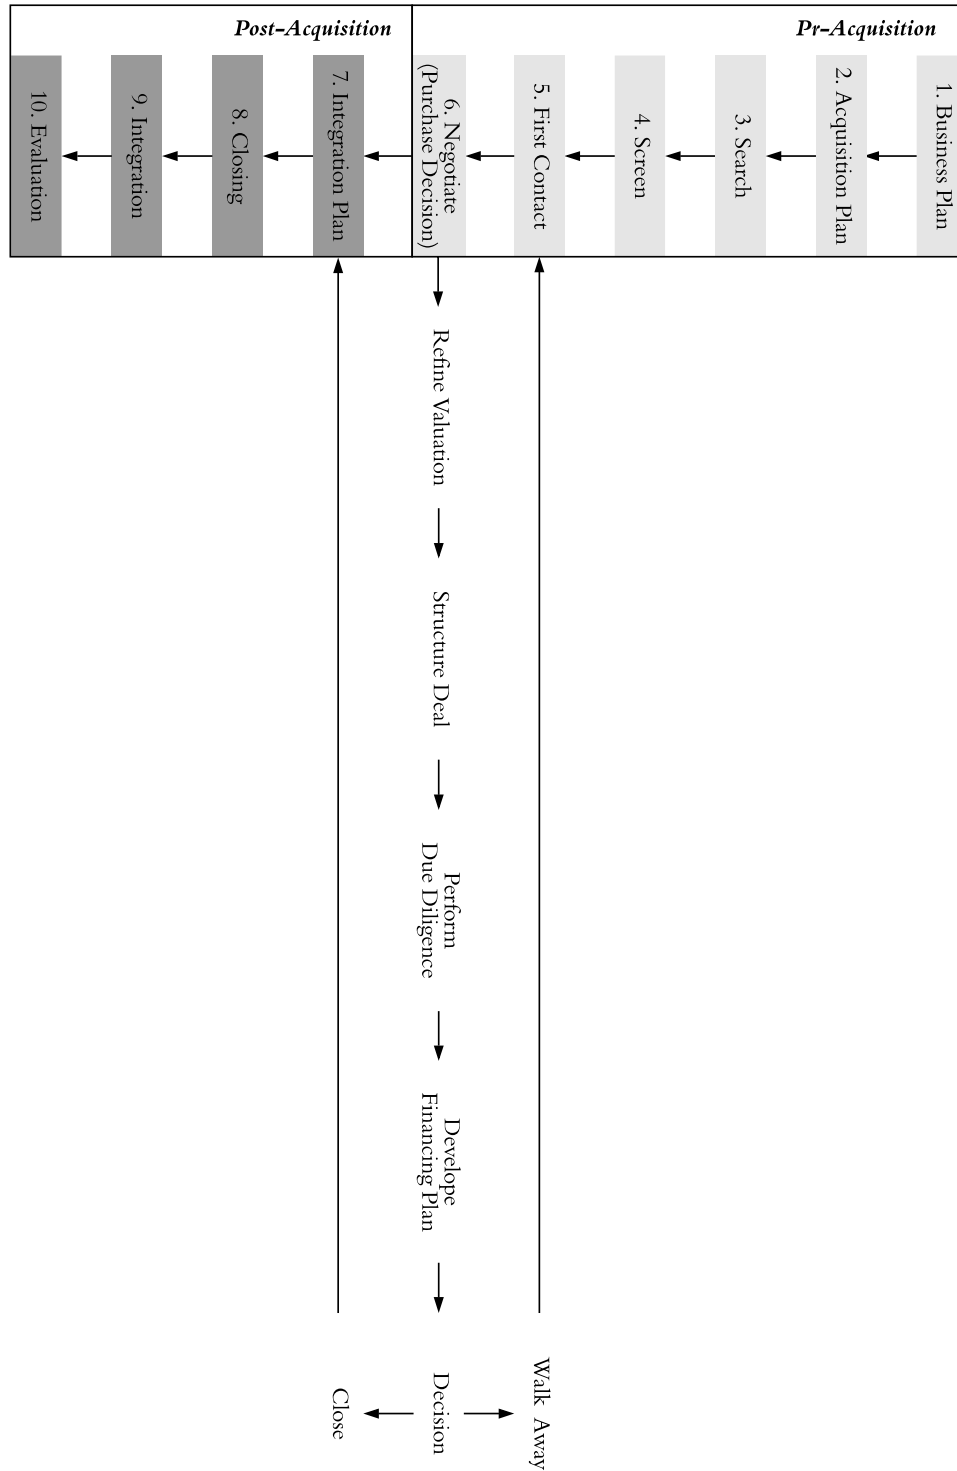 Pr-Acquisition
1. Business Plan
2. Acquisition Plan
3. Search
4. Screen
5. First Contact
6. Negotiate
(Purchase Decision)
Post-Acquisition
7. Integration Plan
8. Closing
9. Integration
10. Evaluation
Refine Valuation
Structure Deal
Perform
Due Diligence
Develope
Financing Plan
Decision
Walk Away
Close